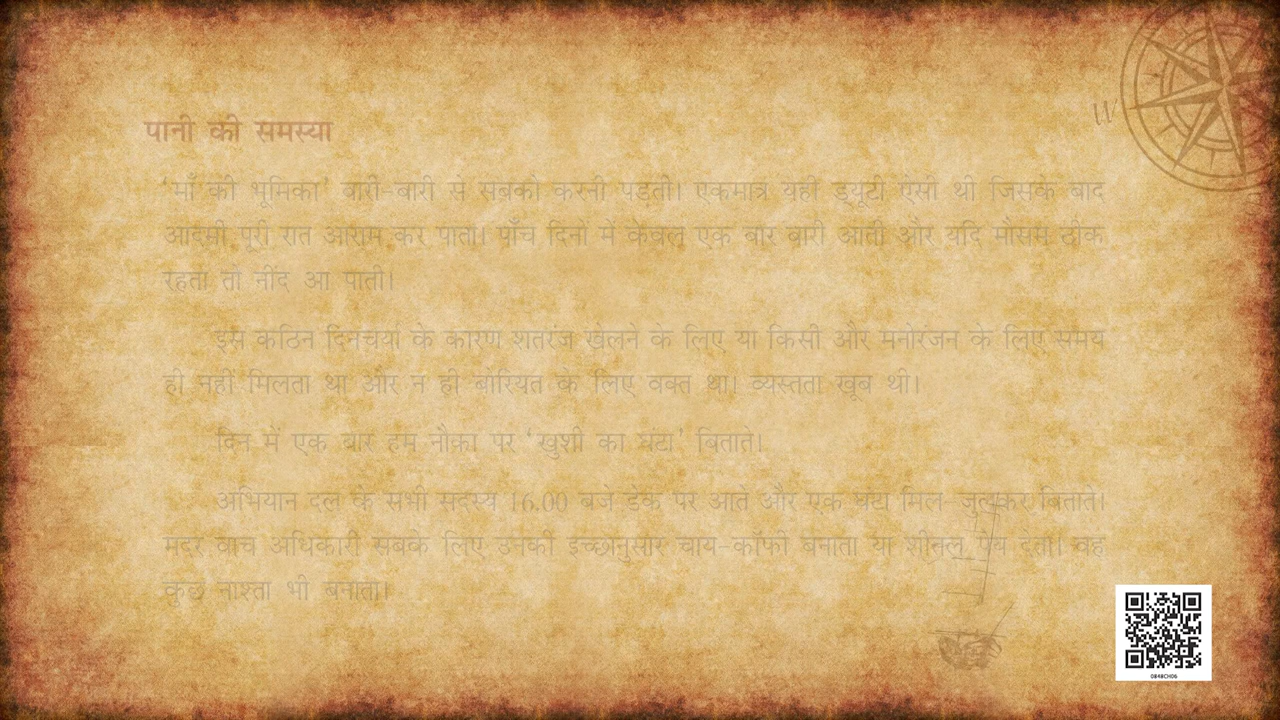 पानी की समस्या
'माँ की भूमिका' बारी-बारी से सबको करनी पड़ती। एकमात्र यही ड्यूटी ऐसी थी जिसके बाद
आदमी पूरी रात आराम कर पाता। पाँच दिनों में केवल एक बार बारी आती और यदि मौसम ठीक
रहता तो नींद आ पाती।
इस कठिन दिनचर्या के कारण शतरंज खेलने के लिए या किसी और मनोरंजन के लिए समय
ही नहीं मिलता था और न ही बोरियत के लिए वक्त था। व्यस्तता खूब थी।
दिन में एक बार हम नौका पर 'खुशी का घंटा' बिताते।
अभियान दल के सभी सदस्य 16.00 बजे डेक पर आते और एक घंटा मिल-जुलकर बिताते।
मदर वाच अधिकारी सबके लिए उनकी इच्छानुसार चाय-कॉफी बनाता या शीतल पेय देता। वह
कुछ नाश्ता भी बनाता।
W
0848CH06